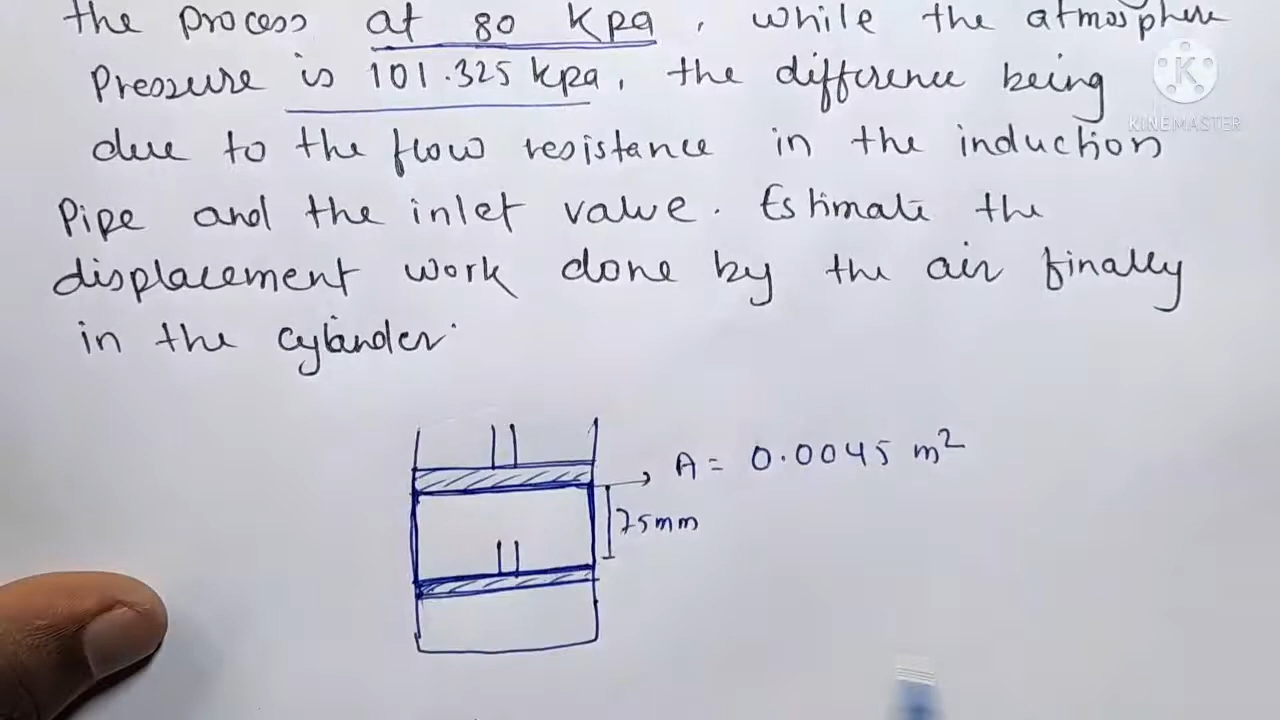 the process at 80 kpa, while the atmosphere
Pressure is 101.325 kpa, the difference being
due to the flow resistance in the induction
Pipe and the inlet valve. Estimate the
displacement work done by the air finally
in the cylinder.
A = 0.0045 m²
75mm
K
KINEMASTER